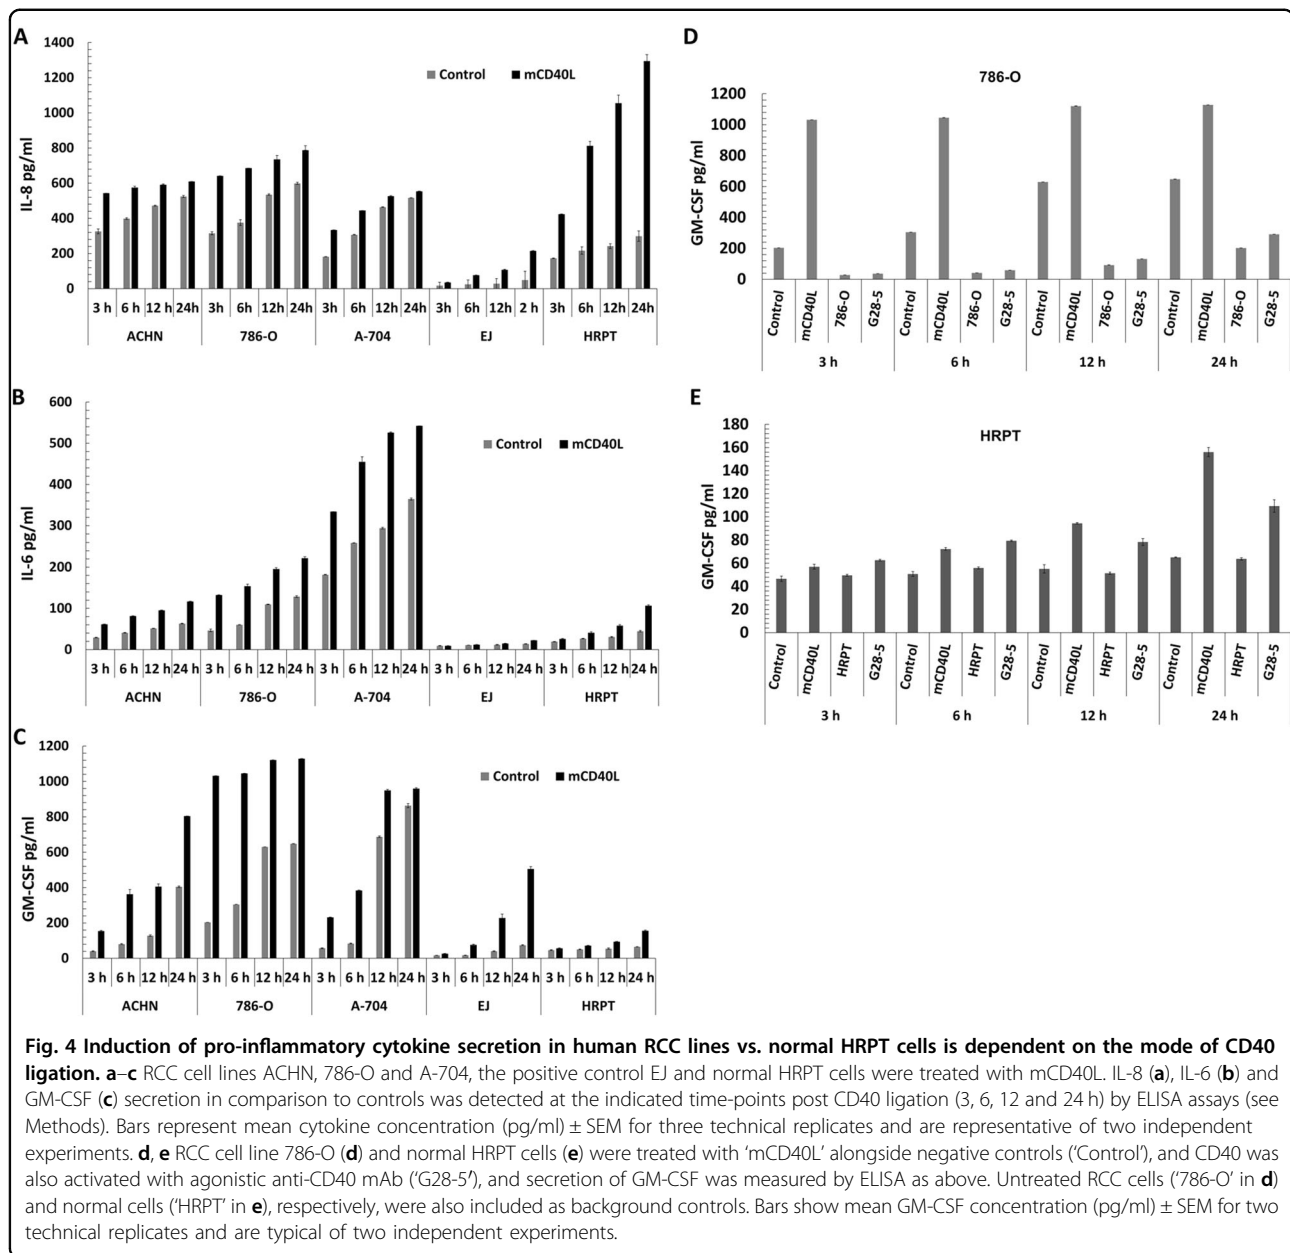 A
1400
1200
1000
800
600
400
200
0
IL-8 pg/ml
Control mCD40L
3 h 6 h 12 h 24h 3h 6h 12h 24h 3h 6h 12h 24h 3h 6h 12h 2 h 3h 6h 12h 24h
ACHN 786-O A-704 EJ HRPT
B
600
500
400
300
200
100
0
IL-6 pg/ml
Control mCD40L
3 h 6 h 12 h 24 h 3 h 6 h 12 h 24 h 3 h 6 h 12 h 24 h 3 h 6 h 12 h 24 h 3 h 6 h 12 h 24 h
ACHN 786-O A-704 EJ HRPT
C
1200
1000
800
600
400
200
0
GM-CSF pg/ml
Control mCD40L
3 h 6 h 12 h 24 h 3 h 6 h 12 h 24 h 3 h 6 h 12 h 24 h 3 h 6 h 12 h 24 h 3 h 6 h 12 h 24 h
ACHN 786-O A-704 EJ HRPT
D
786-O
1200
1000
800
600
400
200
0
GM-CSF pg/ml
Control mCD40L 786-O G28-5 Control mCD40L 786-O G28-5 Control mCD40L 786-O G28-5 Control mCD40L 786-O G28-5
3 h 6 h 12 h 24 h
E
HRPT
180
160
140
120
100
80
60
40
20
0
GM-CSF pg/ml
Control mCD40L HRPT G28-5 Control mCD40L HRPT G28-5 Control mCD40L HRPT G28-5 Control mCD40L HRPT G28-5
3 h 6 h 12 h 24 h
Fig. 4 Induction of pro-inflammatory cytokine secretion in human RCC lines vs. normal HRPT cells is dependent on the mode of CD40
ligation. a–c RCC cell lines ACHN, 786-O and A-704, the positive control EJ and normal HRPT cells were treated with mCD40L. IL-8 (a), IL-6 (b) and
GM-CSF (c) secretion in comparison to controls was detected at the indicated time-points post CD40 ligation (3, 6, 12 and 24 h) by ELISA assays (see
Methods). Bars represent mean cytokine concentration (pg/ml) ± SEM for three technical replicates and are representative of two independent
experiments. d, e RCC cell line 786-O (d) and normal HRPT cells (e) were treated with ‘mCD40L’ alongside negative controls (‘Control’), and CD40 was
also activated with agonistic anti-CD40 mAb (‘G28-5′), and secretion of GM-CSF was measured by ELISA as above. Untreated RCC cells (‘786-O’ in d)
and normal cells (‘HRPT’ in e), respectively, were also included as background controls. Bars show mean GM-CSF concentration (pg/ml) ± SEM for two
technical replicates and are typical of two independent experiments.